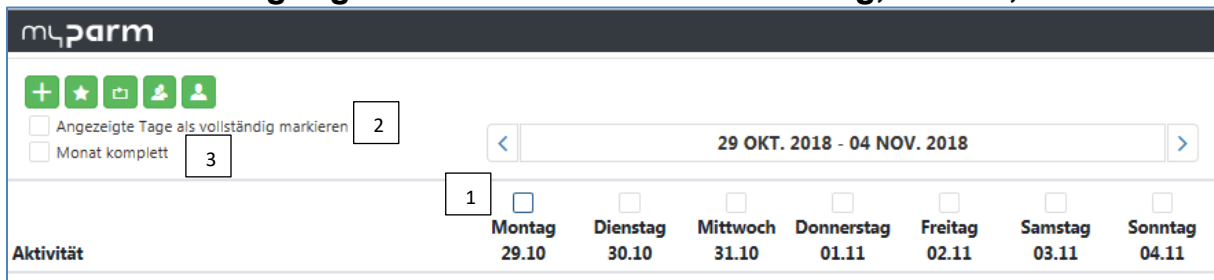 myparm
Angezeigte Tage als vollständig markieren 2
Monat komplett 3
29 OKT. 2018 - 04 NOV. 2018
1
Montag Dienstag Mittwoch Donnerstag Freitag Samstag Sonntag
Aktivität 29.10 30.10 31.10 01.11 02.11 03.11 04.11